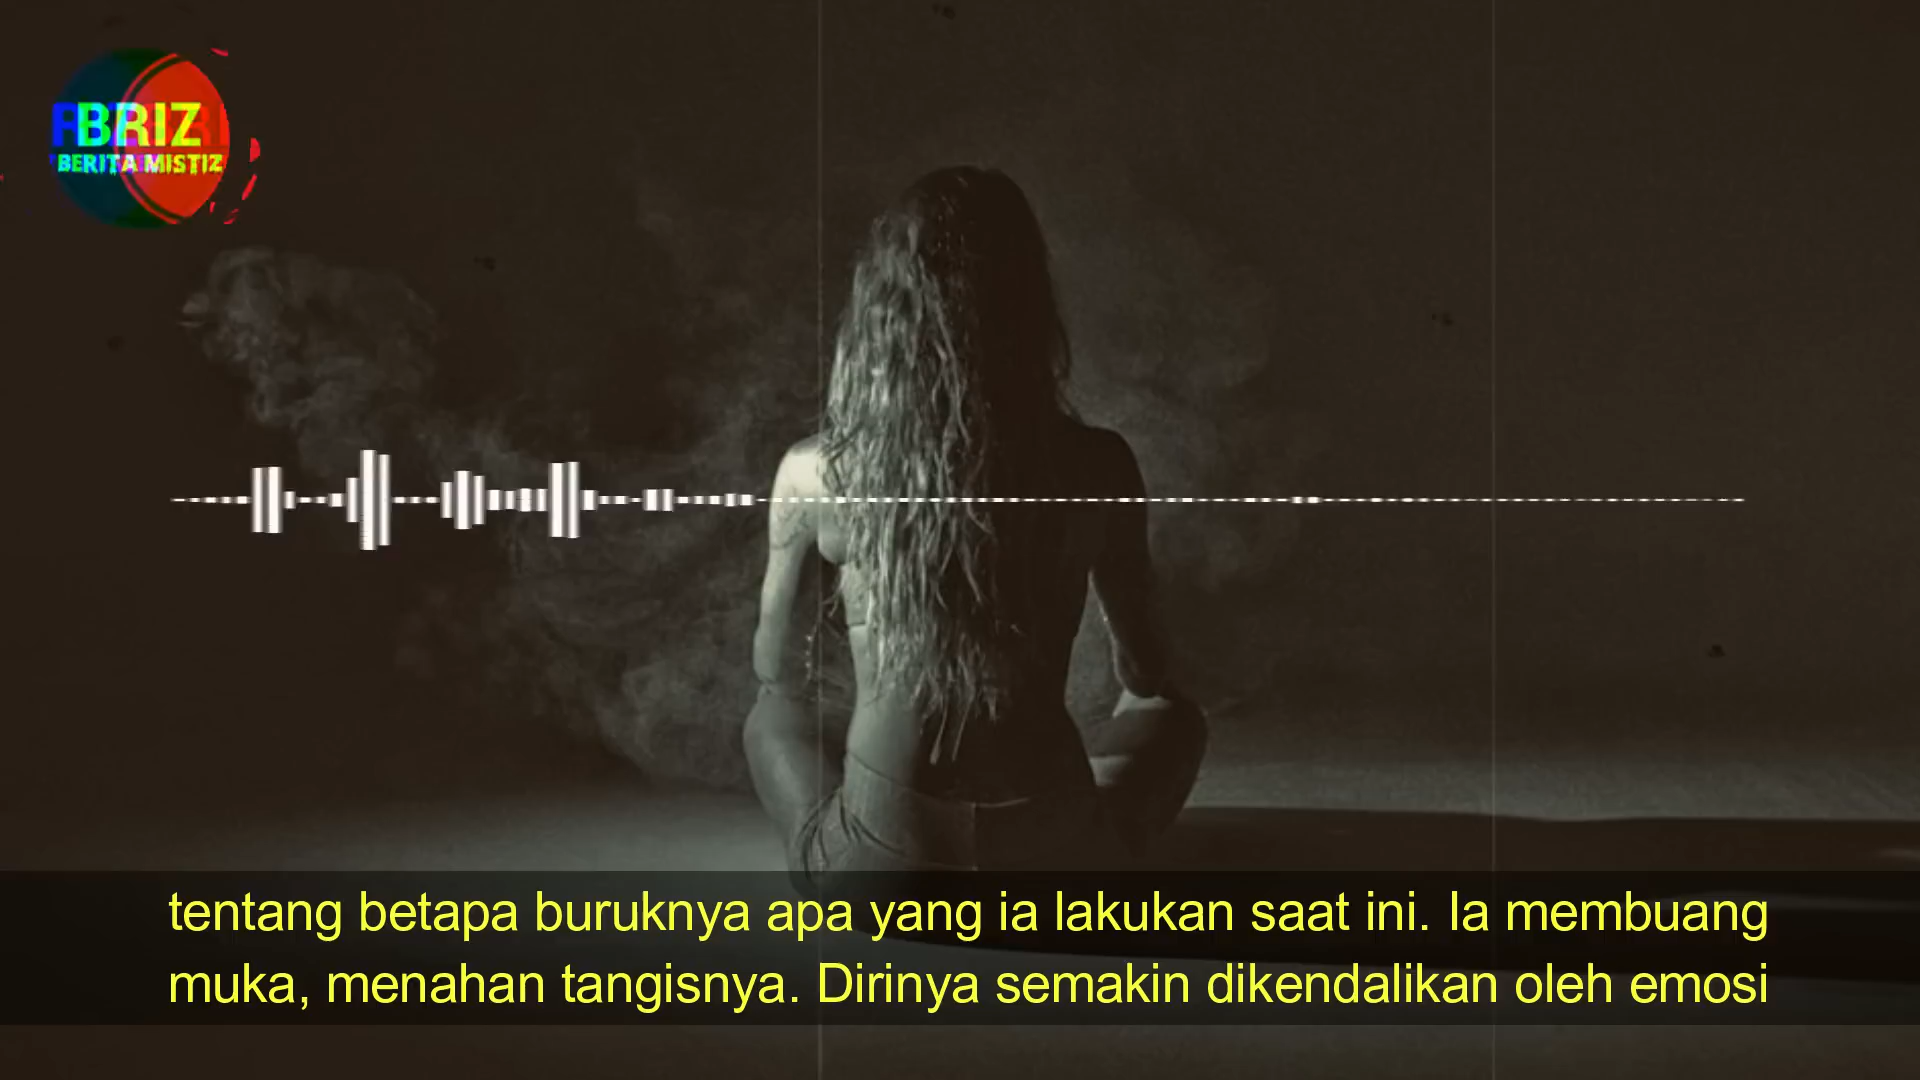 BRIZ
BERITA MISTIZ
tentang betapa buruknya apa yang ia lakukan saat ini. Ia membuang
muka, menahan tangisnya. Dirinya semakin dikendalikan oleh emosi